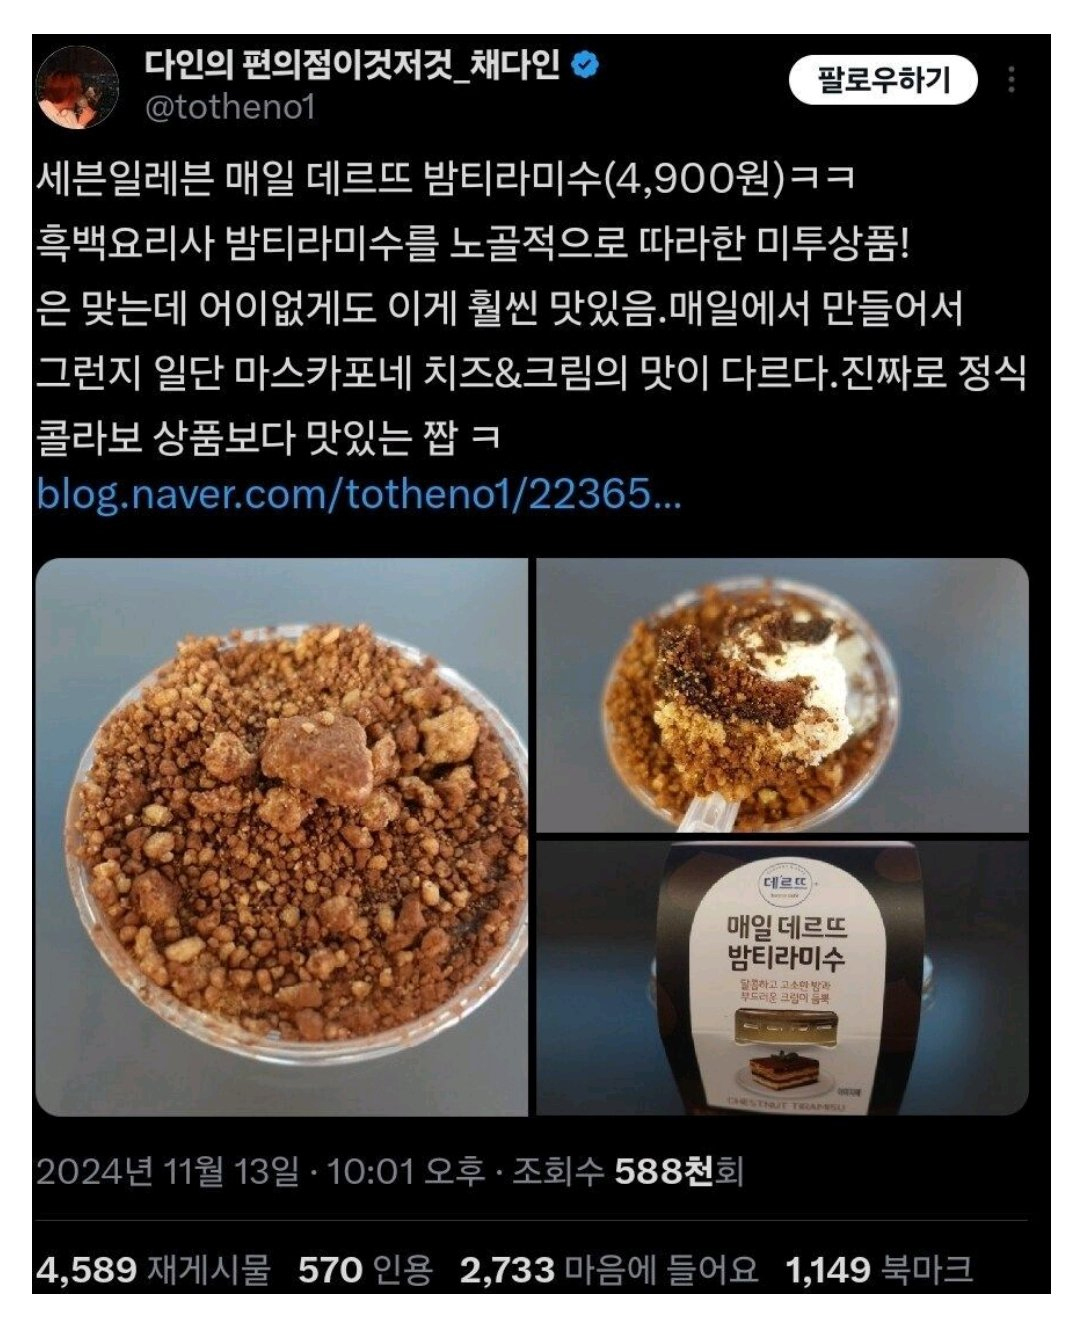 다인의 편의점이것저것_채다인
@totheno1
팔로우하기
세븐일레븐 매일 데르뜨 밤티라미수(4,900원)ㅋㅋ
흑백요리사 밤티라미수를 노골적으로 따라한 미투상품!
은 맞는데 어이없게도 이게 훨씬 맛있음.매일에서 만들어서
그런지 일단 마스카포네 치즈&크림의 맛이 다르다.진짜로 정식
콜라보 상품보다 맛있는 짭 ㅋ
blog.naver.com/totheno1/22365...
데르뜨
매일 데르뜨
밤티라미수
달콤하고 고소한 밤과
부드러운 크림이 듬뿍
CHESTNUT TIRAMISU
2024년 11월 13일 · 10:01 오후 · 조회수 588천회
4,589 재게시물 570 인용 2,733 마음에 들어요 1,149 북마크